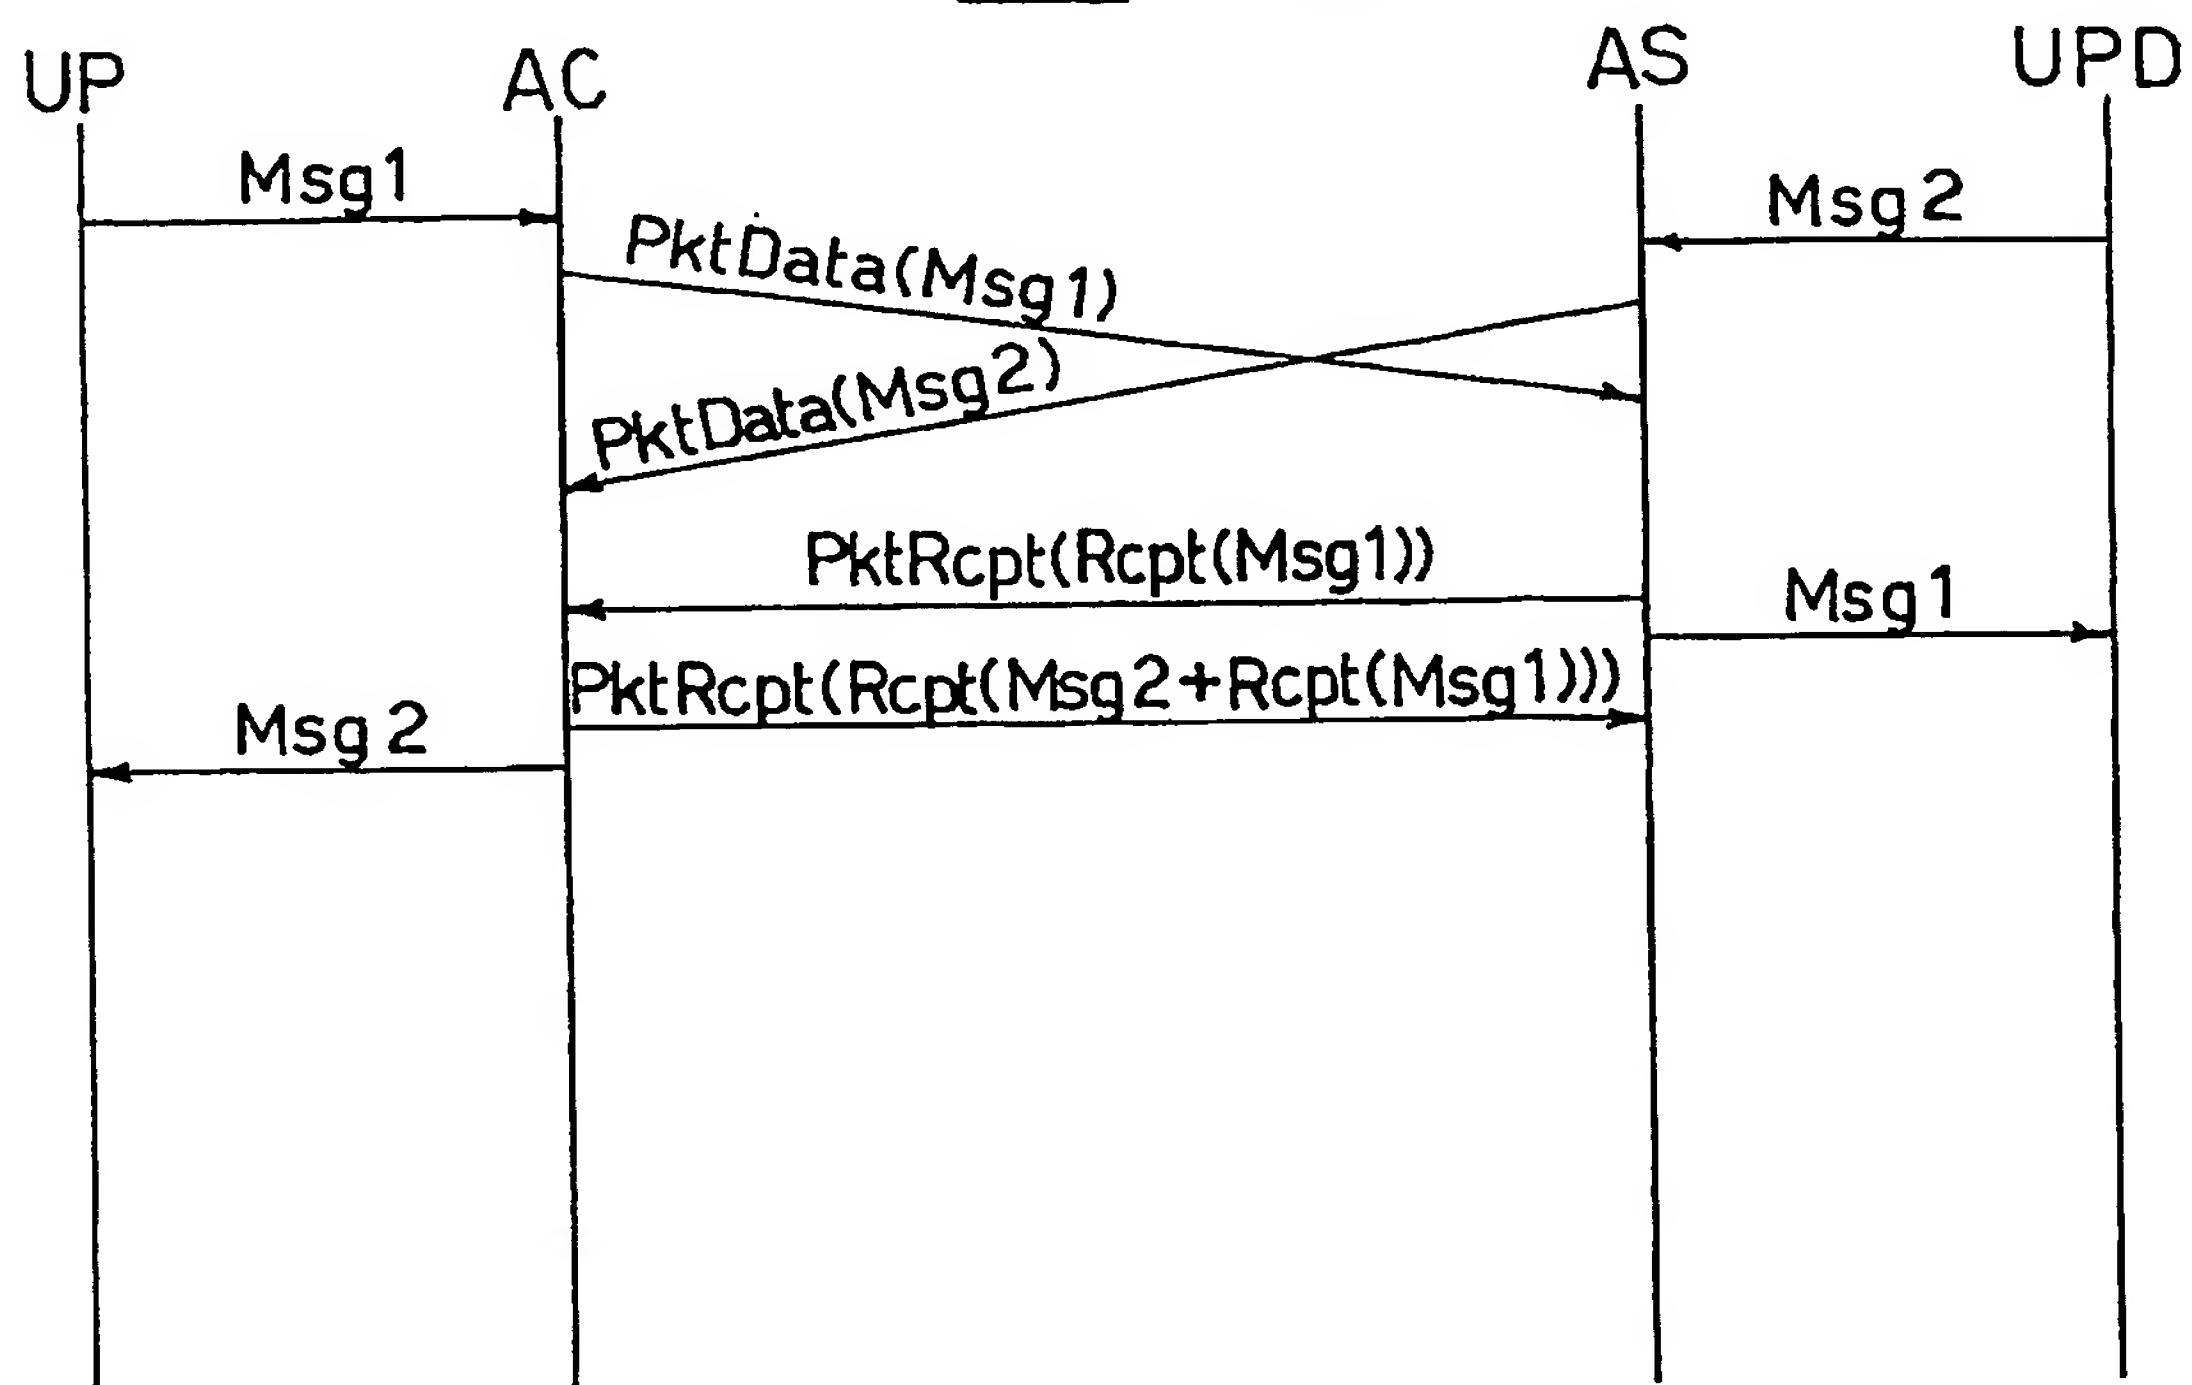 UP AC AS UPD
Msg1
Msg2
PktData(Msg1)
PktData(Msg2)
PktRcpt(Rcpt(Msg1))
Msg1
PktRcpt(Rcpt(Msg2+Rcpt(Msg1)))
Msg2